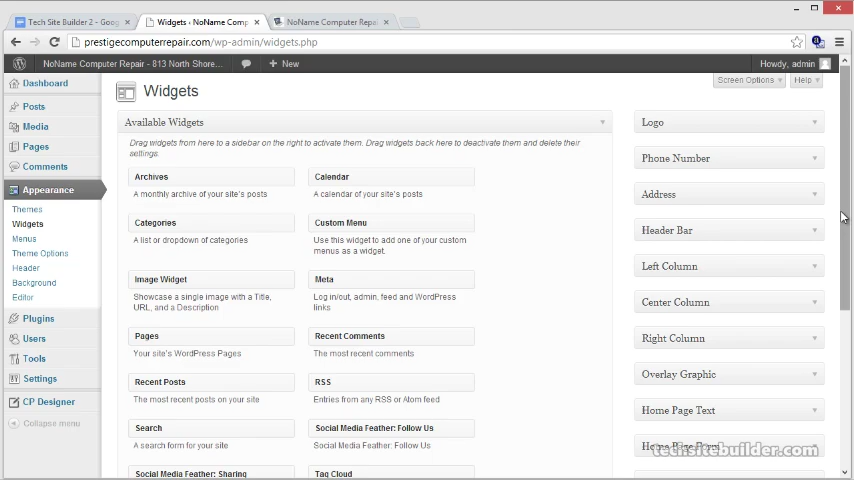 Tech Site Builder 2 - Goog
Widgets ‹ NoName Comp
NoName Computer Repai
prestigecomputerrepair.com/wp-admin/widgets.php
NoName Computer Repair - 813 North Shore...
New
Howdy, admin
Dashboard
Posts
Media
Pages
Comments
Appearance
Themes
Widgets
Menus
Theme Options
Header
Background
Editor
Plugins
Users
Tools
Settings
CP Designer
Collapse menu
Screen Options
Help
Widgets
Available Widgets
Drag widgets from here to a sidebar on the right to activate them. Drag widgets back here to deactivate them and delete their
settings.
Archives
A monthly archive of your site's posts
Calendar
A calendar of your site's posts
Categories
A list or dropdown of categories
Custom Menu
Use this widget to add one of your custom
menus as a widget.
Image Widget
Showcase a single image with a Title,
URL, and a Description
Meta
Log in/out, admin, feed and WordPress
links
Pages
Your site's WordPress Pages
Recent Comments
The most recent comments
Recent Posts
The most recent posts on your site
RSS
Entries from any RSS or Atom feed
Search
A search form for your site
Social Media Feather: Follow Us
Social Media Feather: Follow Us
Social Media Feather: Sharing
Tag Cloud
Logo
Phone Number
Address
Header Bar
Left Column
Center Column
Right Column
Overlay Graphic
Home Page Text
Home Page Form
techsitebuilder.com